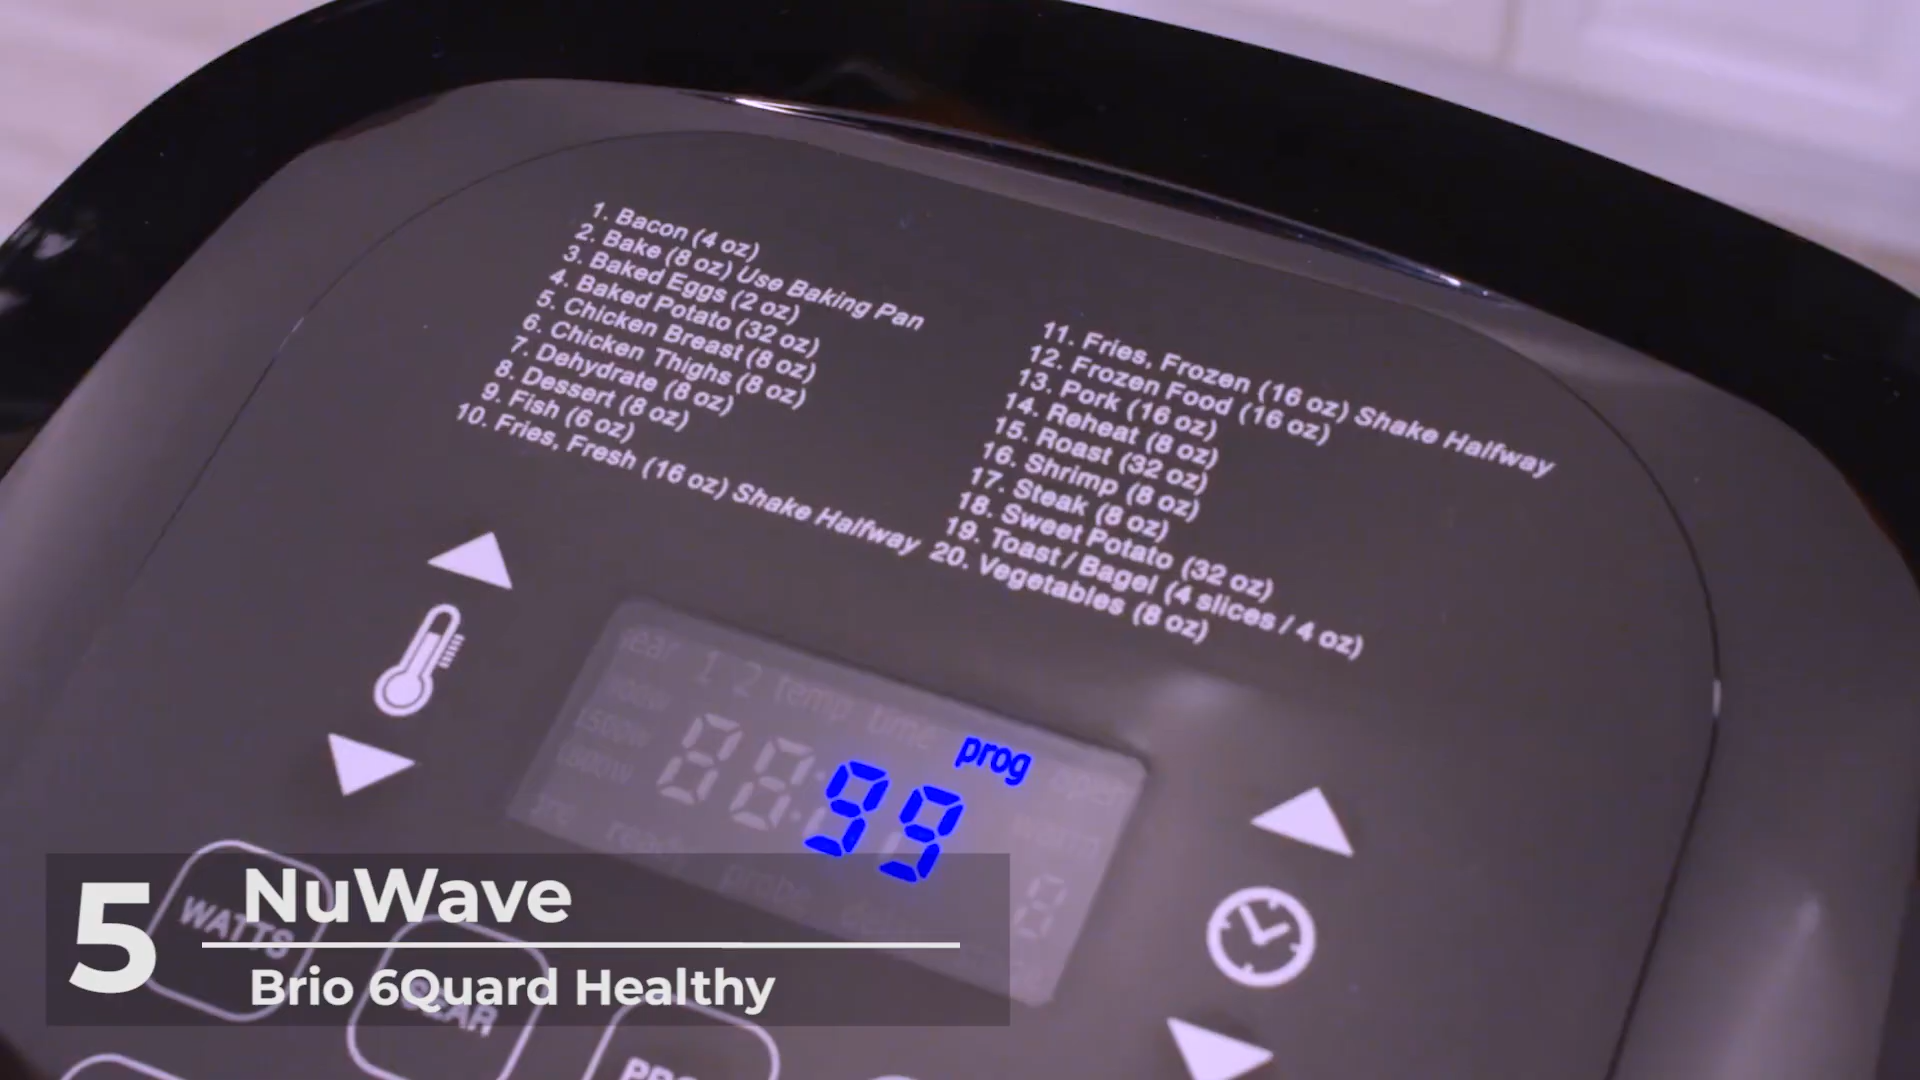 1. Bacon (4 oz)
2. Bake (8 oz) Use Baking Pan
3. Baked Eggs (2 oz)
4. Baked Potato (32 oz)
5. Chicken Breast (8 oz)
6. Chicken Thighs (8 oz)
7. Dehydrate (8 oz)
8. Dessert (8 oz)
9. Fish (6 oz)
10. Fries, Fresh (16 oz) Shake Halfway
11. Fries, Frozen (16 oz) Shake Halfway
12. Frozen Food (16 oz)
13. Pork (16 oz)
14. Reheat (8 oz)
15. Roast (32 oz)
16. Shrimp (8 oz)
17. Steak (8 oz)
18. Sweet Potato (32 oz)
19. Toast / Bagel (4 slices / 4 oz)
20. Vegetables (8 oz)
1 2 temp time prog
99
WATTS
5
NuWave
Brio 6Quard Healthy